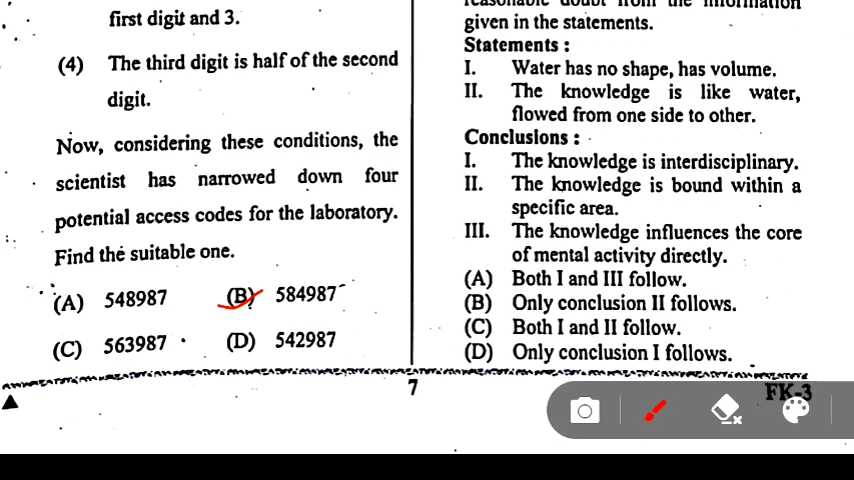 first digit and 3.
(4) The third digit is half of the second
digit.
Now, considering these conditions, the
scientist has narrowed down four
potential access codes for the laboratory.
Find the suitable one.
(A) 548987 (B) 584987
(C) 563987 (D) 542987
reasonable doubt from the information
given in the statements.
Statements :
I. Water has no shape, has volume.
II. The knowledge is like water,
flowed from one side to other.
Conclusions :
I. The knowledge is interdisciplinary.
II. The knowledge is bound within a
specific area.
III. The knowledge influences the core
of mental activity directly.
(A) Both I and III follow.
(B) Only conclusion II follows.
(C) Both I and II follow.
(D) Only conclusion I follows.
7
FK-3